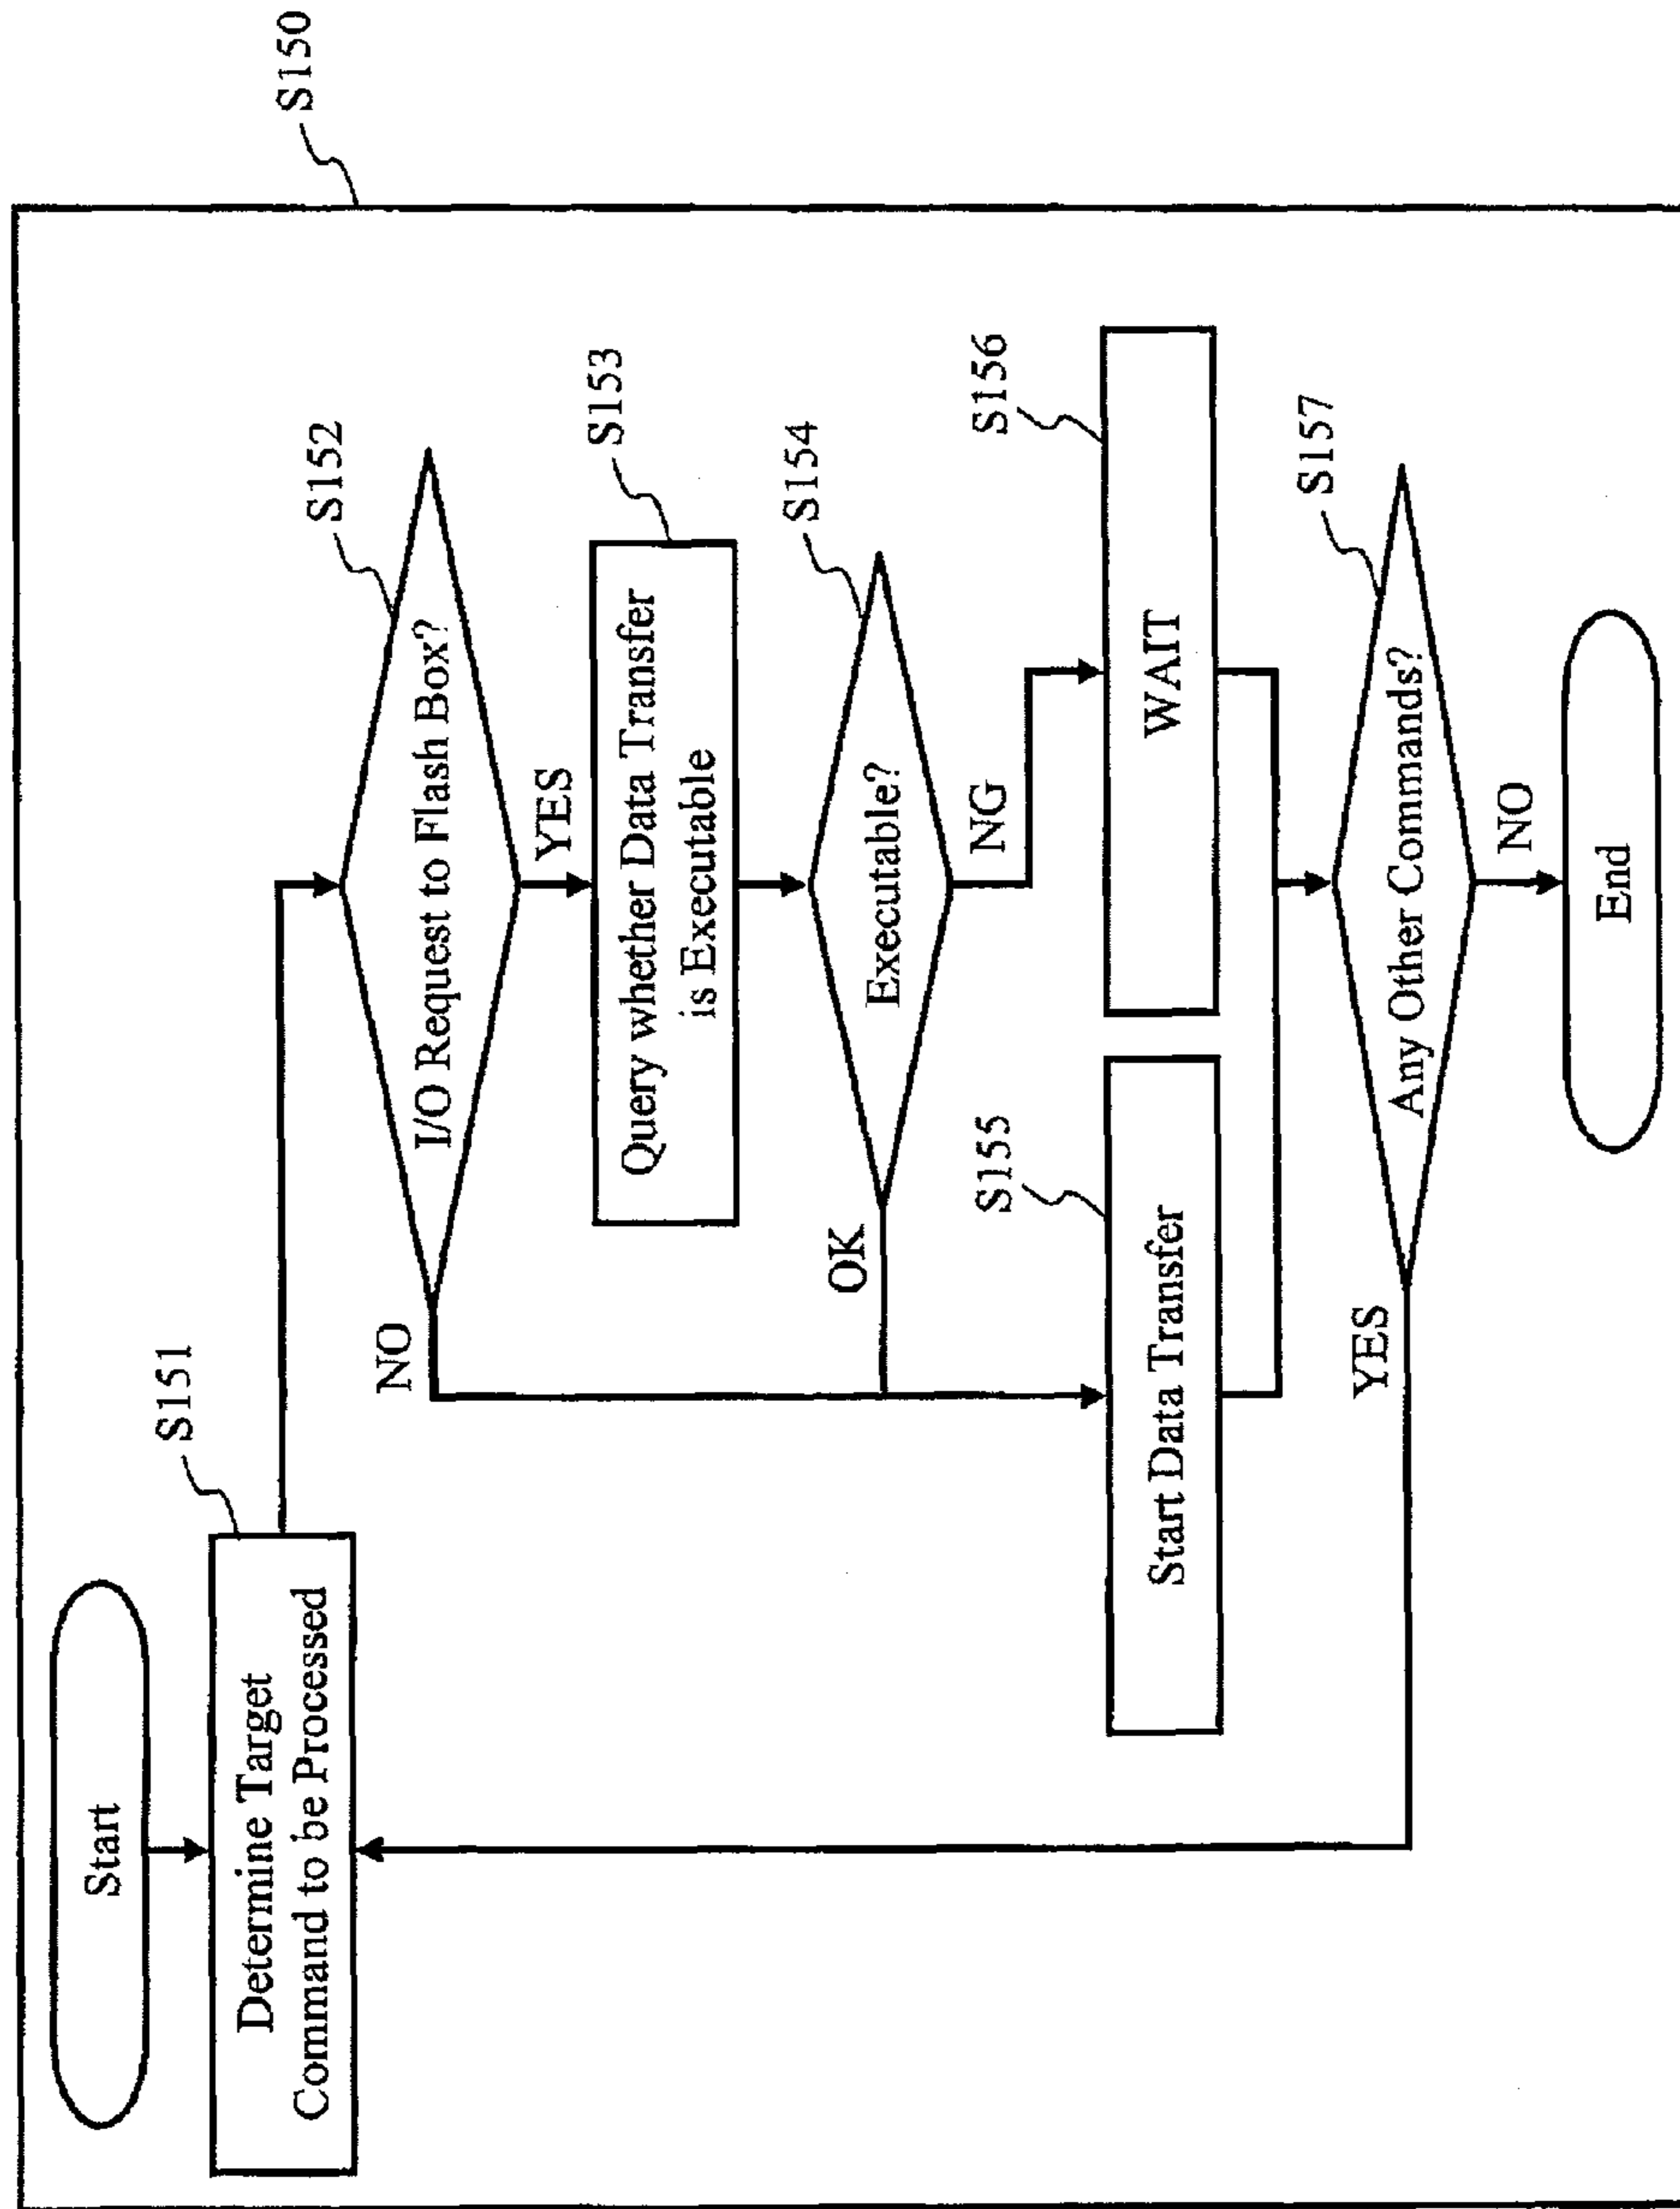 S150
Start
S151
Determine Target
Command to be Processed
S152
I/O Request to Flash Box?
NO
YES
S153
Query whether Data Transfer
is Executable
S154
Executable?
OK
NG
S155
Start Data Transfer
S156
WAIT
S157
Any Other Commands?
YES
NO
End